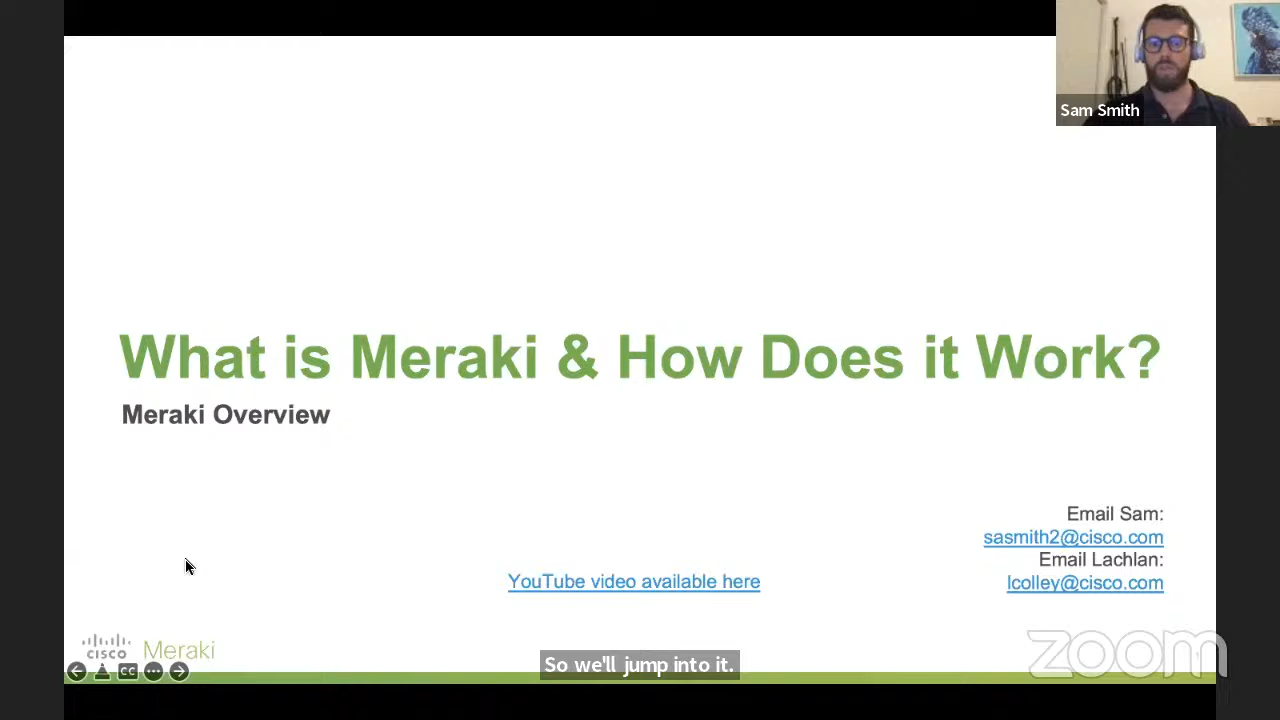 Sam Smith
What is Meraki & How Does it Work?
Meraki Overview
Email Sam:
sasmith2@cisco.com
Email Lachlan:
lcolley@cisco.com
YouTube video available here
cisco Meraki
CC
So we'll jump into it.
zoom